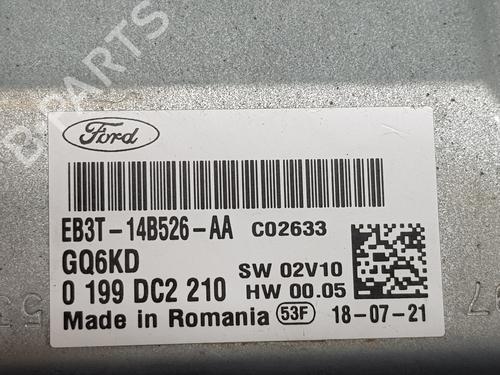 B-PARTS
Ford
EB3T-14B526-AA C02633
GQ6KD SW 02V10
0 199 DC2 210 HW 00.05
Made in Romania 53F 18-07-21